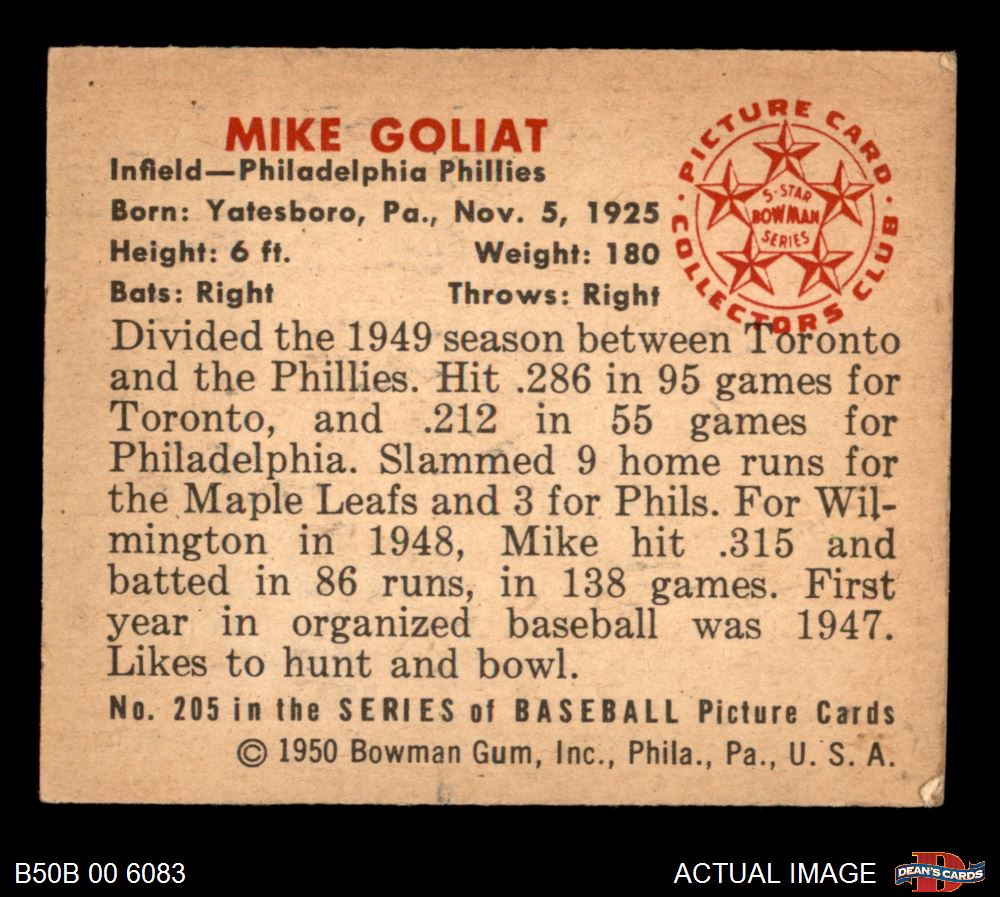 MIKE GOLIAT
Infield—Philadelphia Phillies
Born: Yatesboro, Pa., Nov. 5, 1925
Height: 6 ft. Weight: 180
Bats: Right Throws: Right
• PICTURE CARD •
COLLECTORS CLUB
5-STAR
BOWMAN
SERIES
Divided the 1949 season between Toronto
and the Phillies. Hit .286 in 95 games for
Toronto, and .212 in 55 games for
Philadelphia. Slammed 9 home runs for
the Maple Leafs and 3 for Phils. For Wil-
mington in 1948, Mike hit .315 and
batted in 86 runs, in 138 games. First
year in organized baseball was 1947.
Likes to hunt and bowl.
No. 205 in the SERIES of BASEBALL Picture Cards
© 1950 Bowman Gum, Inc., Phila., Pa., U. S. A.
B50B 00 6083
ACTUAL IMAGE
D
DEAN'S CARDS